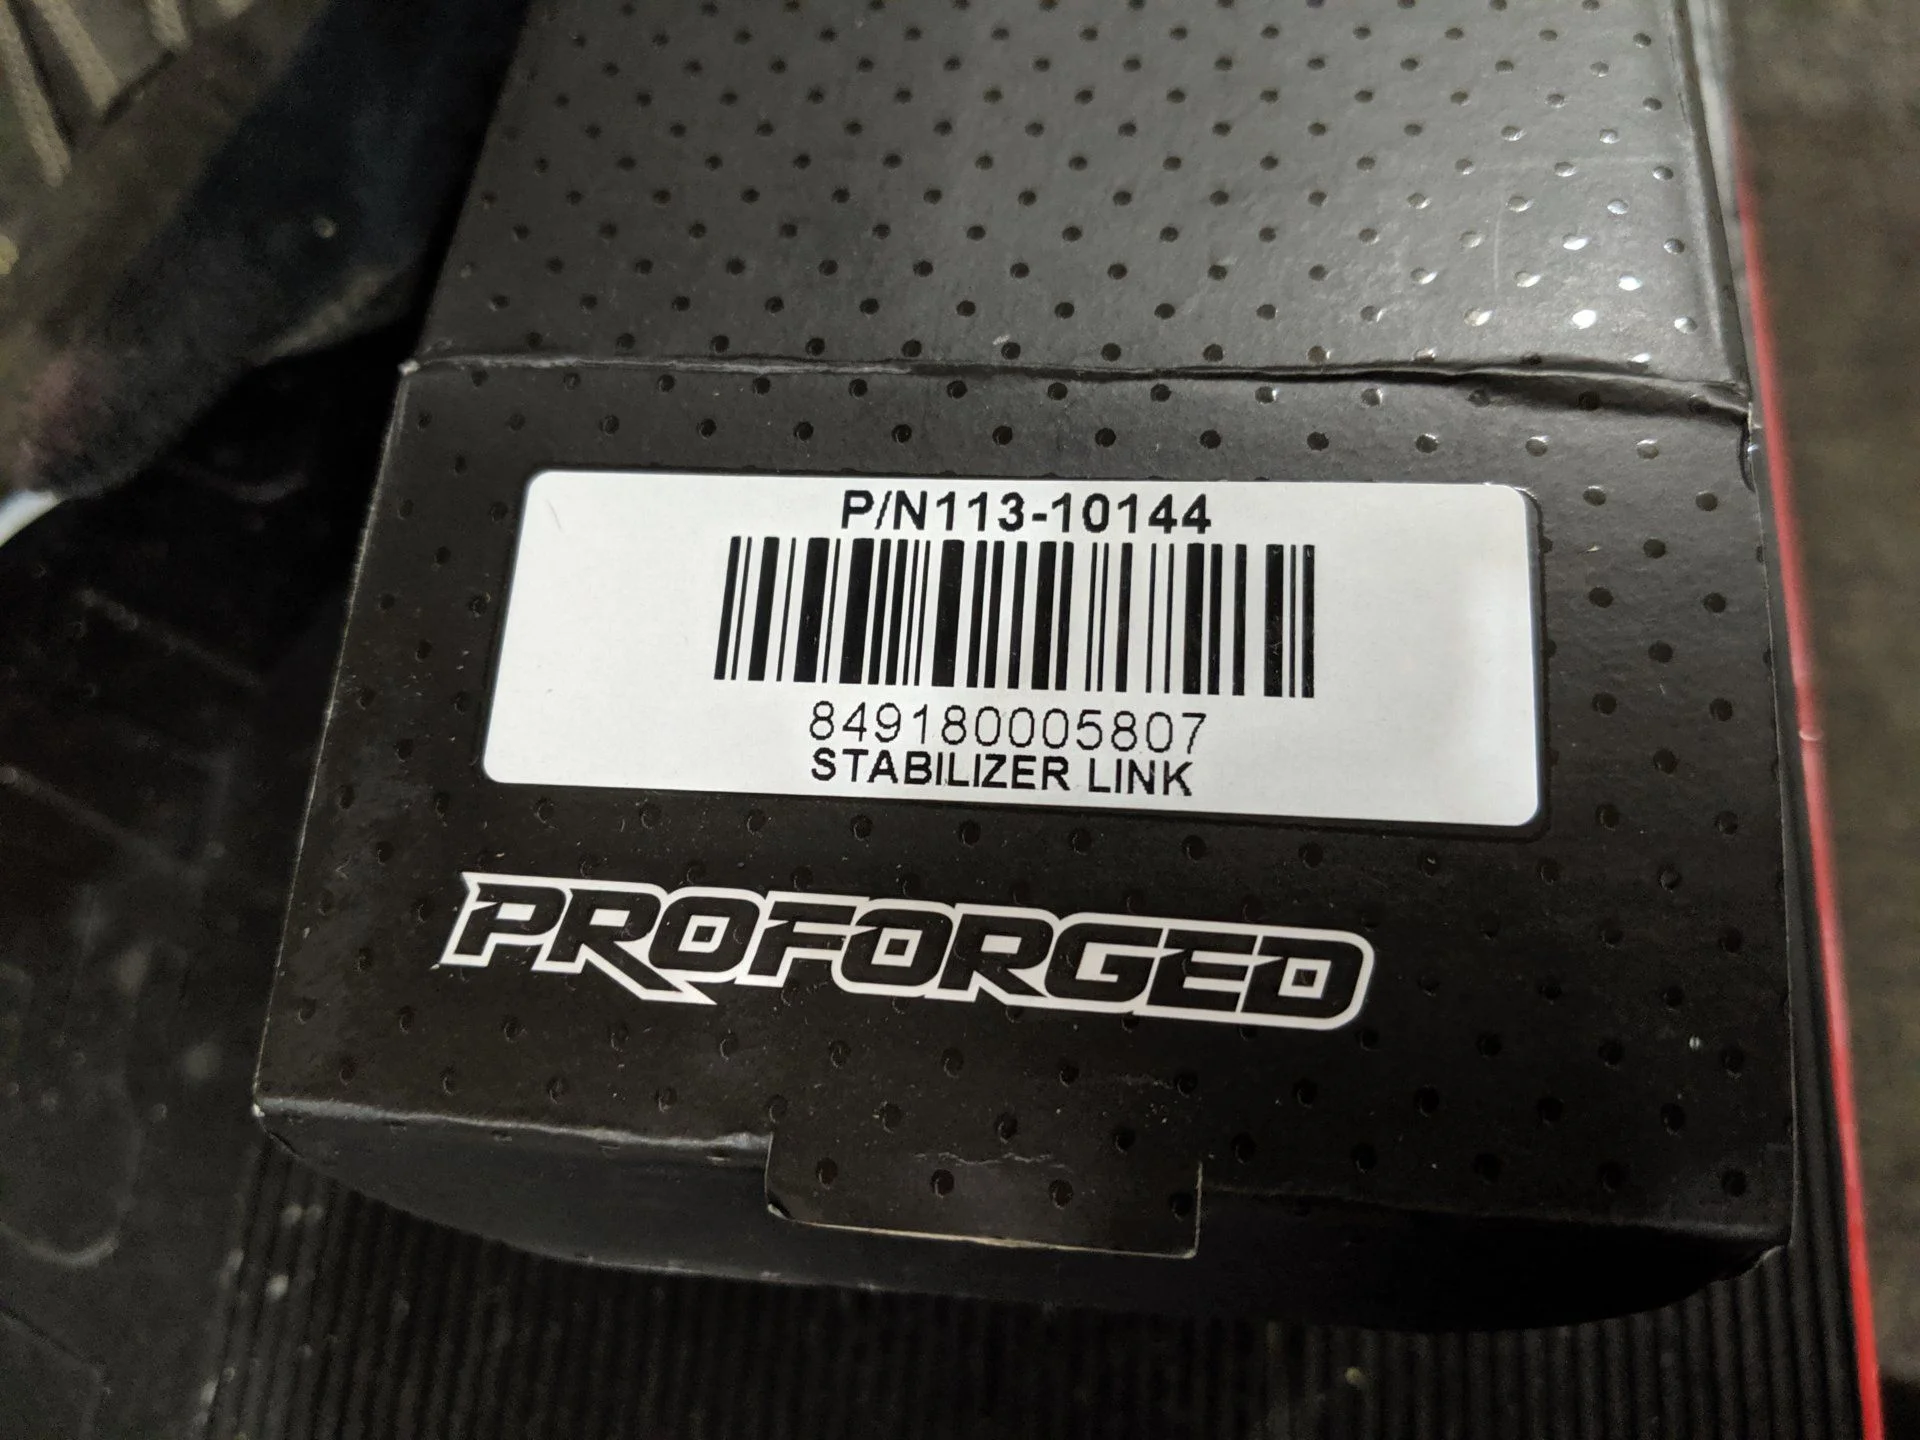 P/N113-10144
849180005807
STABILIZER LINK
PROFORGED